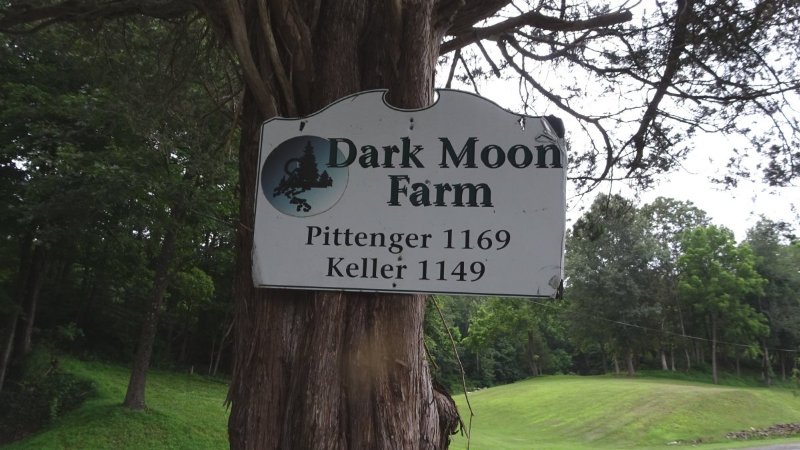 Dark Moon
Farm
Pittenger 1169
Keller 1149